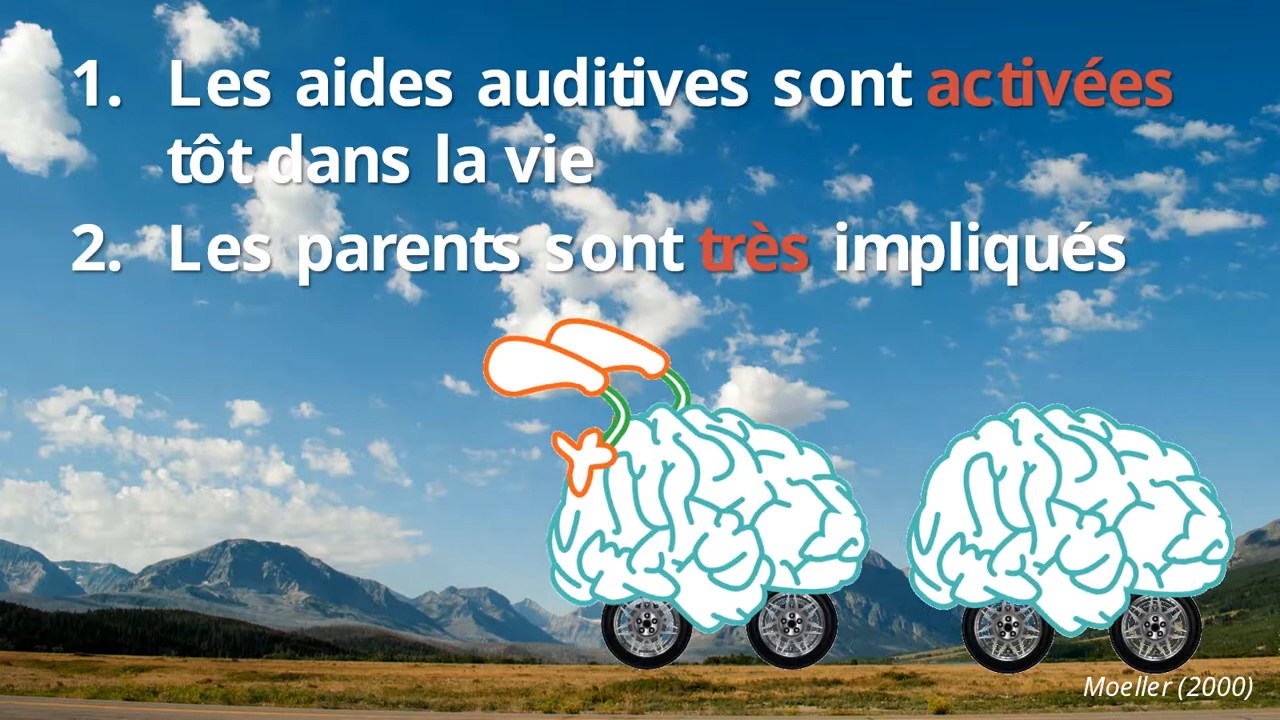 1. Les aides auditives sont activées
tôt dans la vie
2. Les parents sont très impliqués
Moeller (2000)